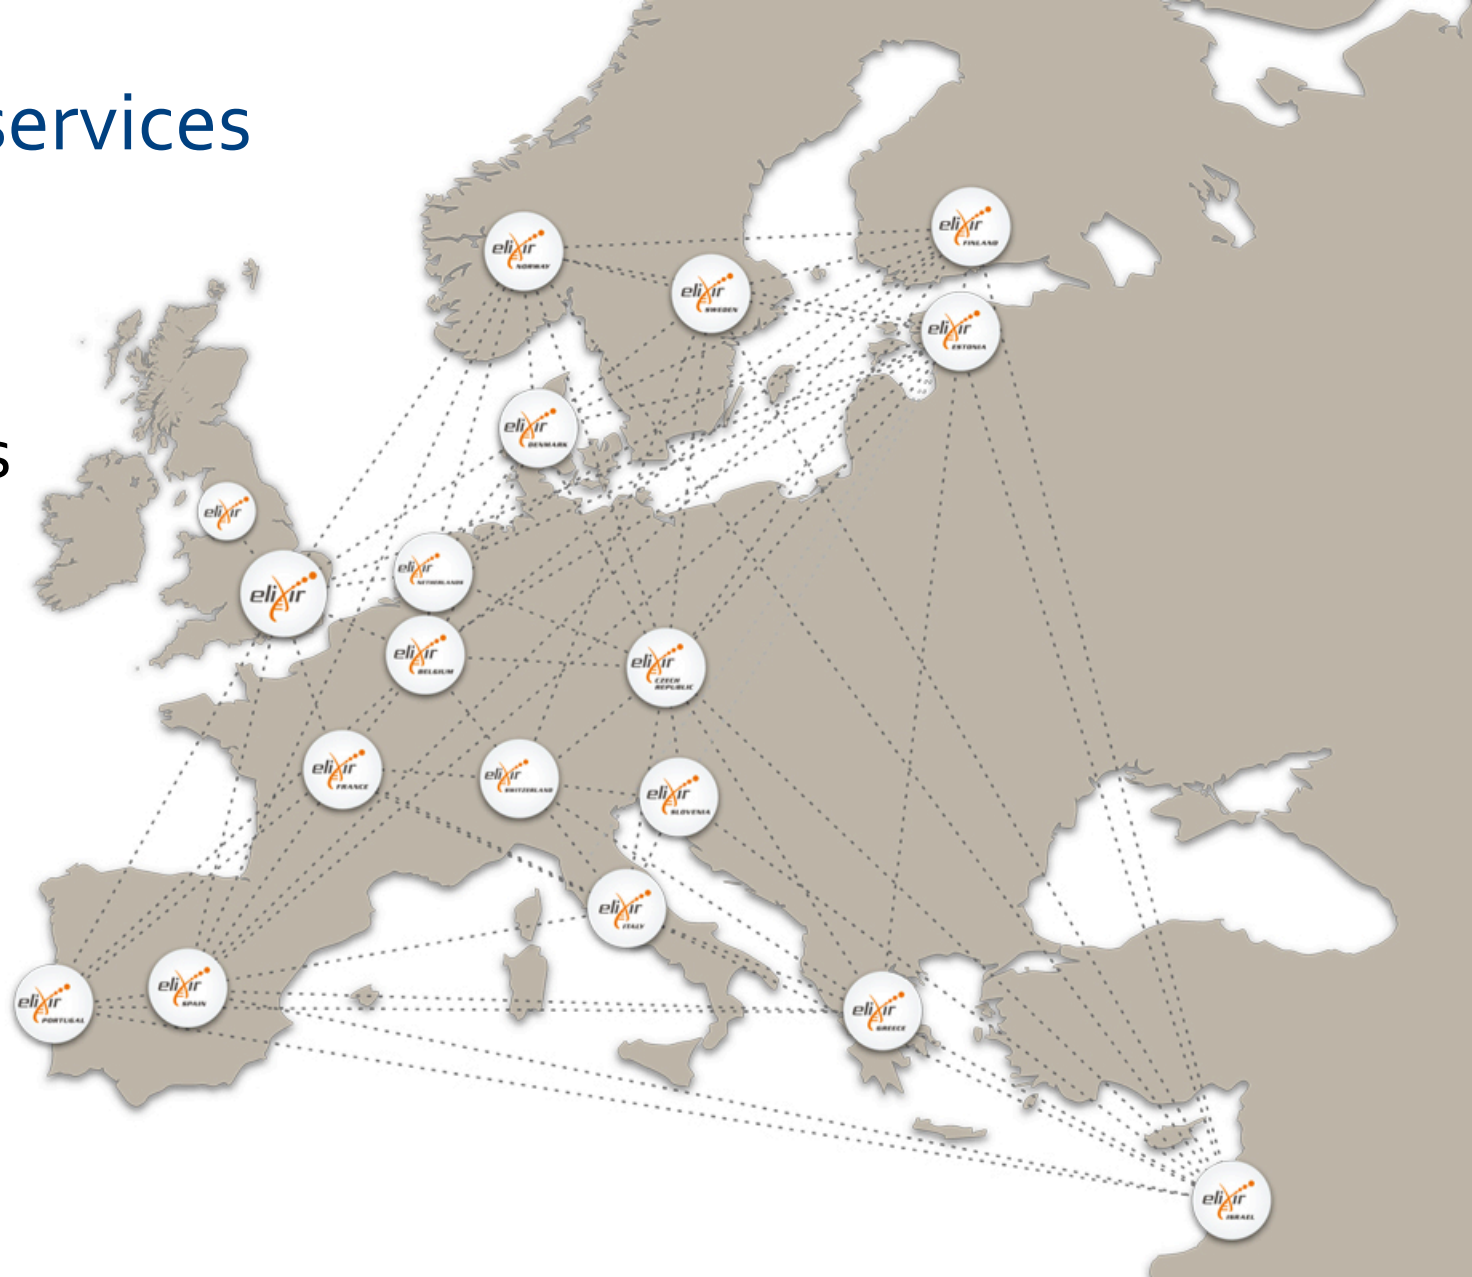 services
s
elixir
NORWAY
elixir
FINLAND
elixir
SWEDEN
elixir
ESTONIA
elixir
DENMARK
elixir
elixir
elixir
NETHERLANDS
elixir
BELGIUM
elixir
CZECH
REPUBLIC
elixir
FRANCE
elixir
SWITZERLAND
elixir
SLOVENIA
elixir
ITALY
elixir
SPAIN
elixir
PORTUGAL
elixir
GREECE
elixir
ISRAEL